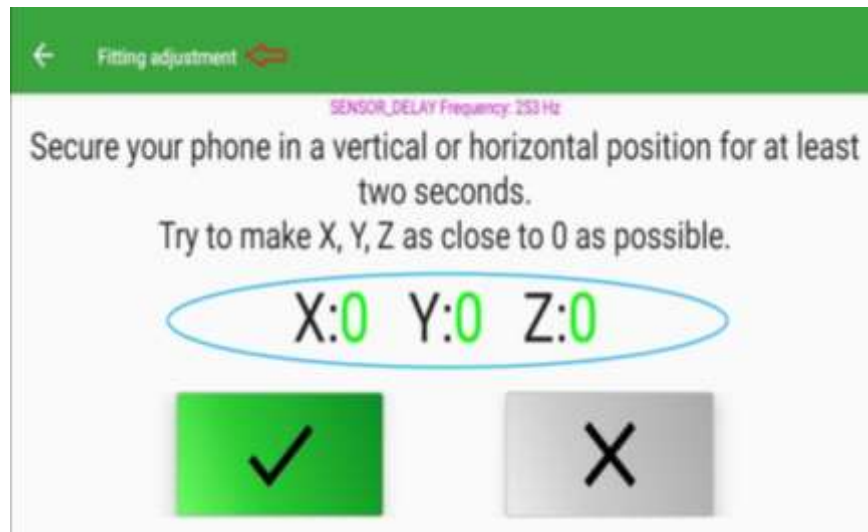 Fitting adjustment
SENSOR_DELAY Frequency: 253 Hz
Secure your phone in a vertical or horizontal position for at least
two seconds.
Try to make X, Y, Z as close to 0 as possible.
X:0 Y:0 Z:0